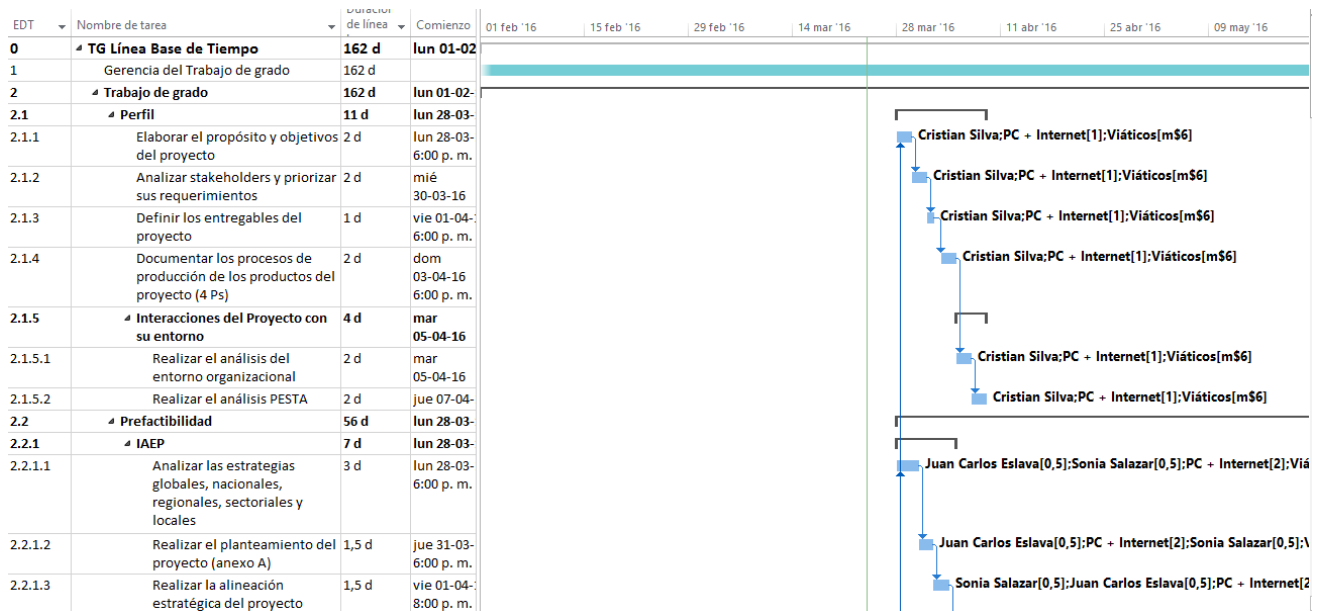 EDT Nombre de tarea de línea Comienzo 01 feb '16 15 feb '16 29 feb '16 14 mar '16 28 mar '16 11 abr '16 25 abr '16 09 may '16
0 TG Línea Base de Tiempo 162 d lun 01-02
1 Gerencia del Trabajo de grado 162 d
2 Trabajo de grado 162 d lun 01-02-
2.1 Perfil 11 d lun 28-03-
2.1.1 Elaborar el propósito y objetivos 2 d lun 28-03- Cristian Silva;PC + Internet[1];Viáticos[m$6]
del proyecto 6:00 p. m.
2.1.2 Analizar stakeholders y priorizar 2 d mié Cristian Silva;PC + Internet[1];Viáticos[m$6]
sus requerimientos 30-03-16
2.1.3 Definir los entregables del 1 d vie 01-04- Cristian Silva;PC + Internet[1];Viáticos[m$6]
proyecto 6:00 p. m.
2.1.4 Documentar los procesos de 2 d dom Cristian Silva;PC + Internet[1];Viáticos[m$6]
producción de los productos del 03-04-16
proyecto (4 Ps) 6:00 p. m.
2.1.5 Interacciones del Proyecto con 4 d mar
su entorno 05-04-16
2.1.5.1 Realizar el análisis del 2 d mar Cristian Silva;PC + Internet[1];Viáticos[m$6]
entorno organizacional 05-04-16
2.1.5.2 Realizar el análisis PESTA 2 d jue 07-04- Cristian Silva;PC + Internet[1];Viáticos[m$6]
2.2 Prefactibilidad 56 d lun 28-03-
2.2.1 IAEP 7 d lun 28-03-
2.2.1.1 Analizar las estrategias 3 d lun 28-03- Juan Carlos Eslava[0,5];Sonia Salazar[0,5];PC + Internet[2];Viá
globales, nacionales, 6:00 p. m.
regionales, sectoriales y
locales
2.2.1.2 Realizar el planteamiento del 1,5 d jue 31-03- Juan Carlos Eslava[0,5];PC + Internet[2];Sonia Salazar[0,5];
proyecto (anexo A) 6:00 p. m.
2.2.1.3 Realizar la alineación 1,5 d vie 01-04- Sonia Salazar[0,5];Juan Carlos Eslava[0,5];PC + Internet[2
estratégica del proyecto 8:00 p. m.